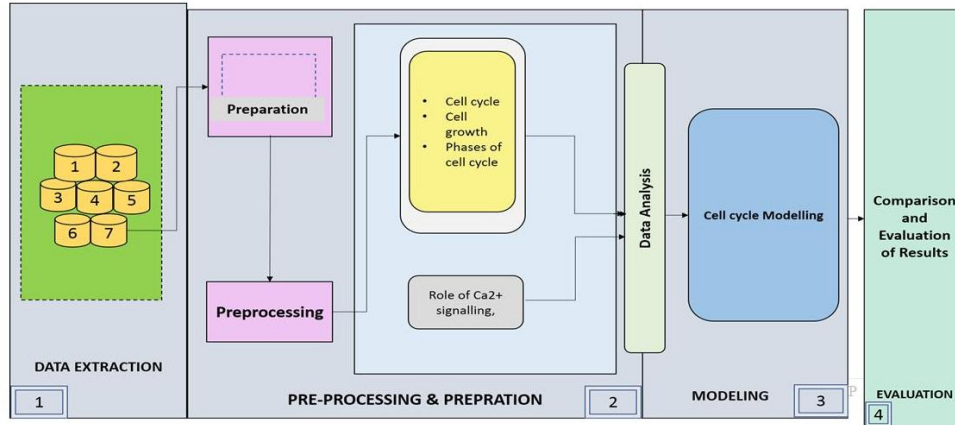 1
2
3
4
5
6
7
DATA EXTRACTION
1
Preparation
Preprocessing
• Cell cycle
• Cell
growth
• Phases of
cell cycle
Role of Ca2+
signalling,
PRE-PROCESSING & PREPRATION
2
Data Analysis
Cell cycle Modelling
MODELING
3
P
Comparison
and
Evaluation
of Results
EVALUATION
4